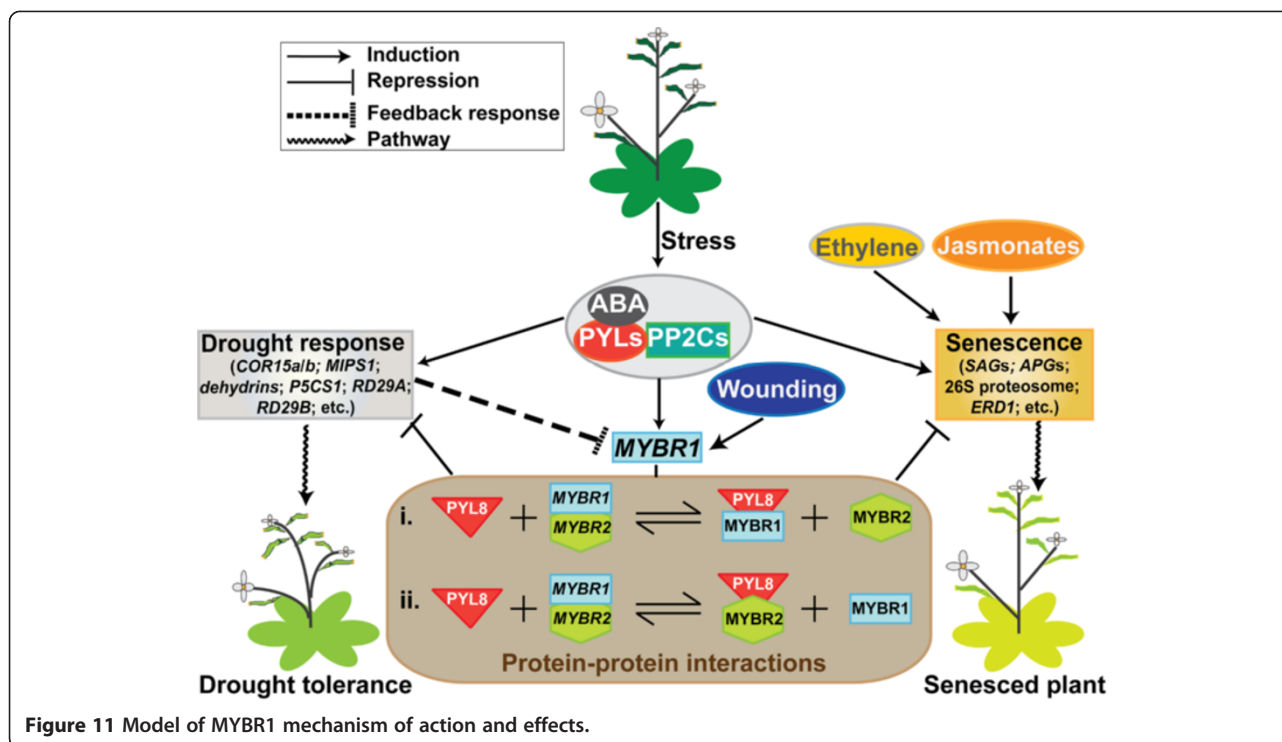 Induction
Repression
Feedback response
Pathway
Stress
Ethylene
Jasmonates
ABA
PYLs
PP2Cs
Drought response
(COR15a/b; MIPS1;
dehydrins; P5CS1; RD29A;
RD29B; etc.)
Senescence
(SAGs; APGs;
26S proteosome;
ERD1; etc.)
Wounding
MYBR1
i.
PYL8
+
MYBR1
MYBR2
⇌
PYL8
MYBR1
+
MYBR2
ii.
PYL8
+
MYBR1
MYBR2
⇌
PYL8
MYBR2
+
MYBR1
Protein-protein interactions
Drought tolerance
Senesced plant
Figure 11 Model of MYBR1 mechanism of action and effects.